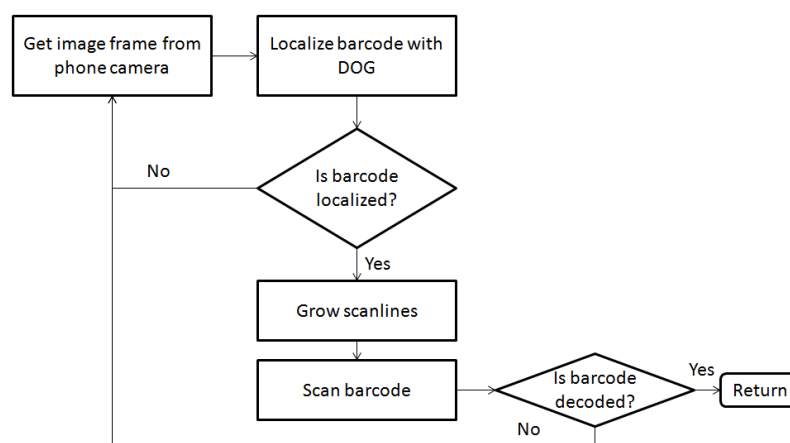 Get image frame from
phone camera
Localize barcode with
DOG
No
Is barcode
localized?
Yes
Grow scanlines
Scan barcode
Is barcode
decoded?
Yes
Return
No